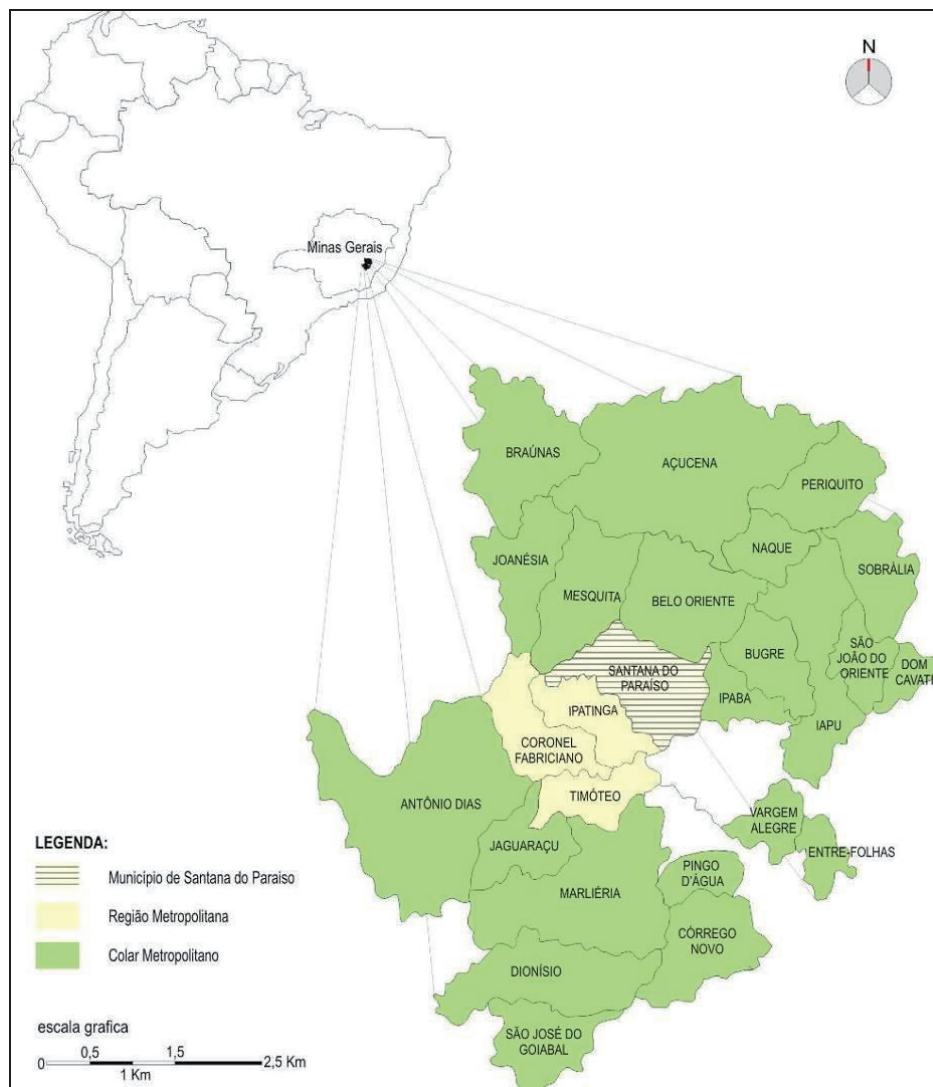 N
Minas Gerais
BRAÚNAS
AÇUCENA
PERIQUITO
NAQUE
JOANÉSIA
SOBRÁLIA
MESQUITA
BELO ORIENTE
SÃO
JOÃO DO
ORIENTE
BUGRE
DOM
CAVATI
SANTANA DO
PARAÍSO
IPABA
IPATINGA
IAPU
CORONEL
FABRICIANO
TIMÓTEO
ANTÔNIO DIAS
VARGEM
ALEGRE
JAGUARAÇU
ENTRE-FOLHAS
PINGO
D'ÁGUA
MARLIÉRIA
CÓRREGO
NOVO
DIONÍSIO
SÃO JOSÉ DO
GOIABAL
LEGENDA:
Município de Santana do Paraiso
Região Metropolitana
Colar Metropolitano
escala grafica
0 0,5 1,5 2,5 Km
1 Km